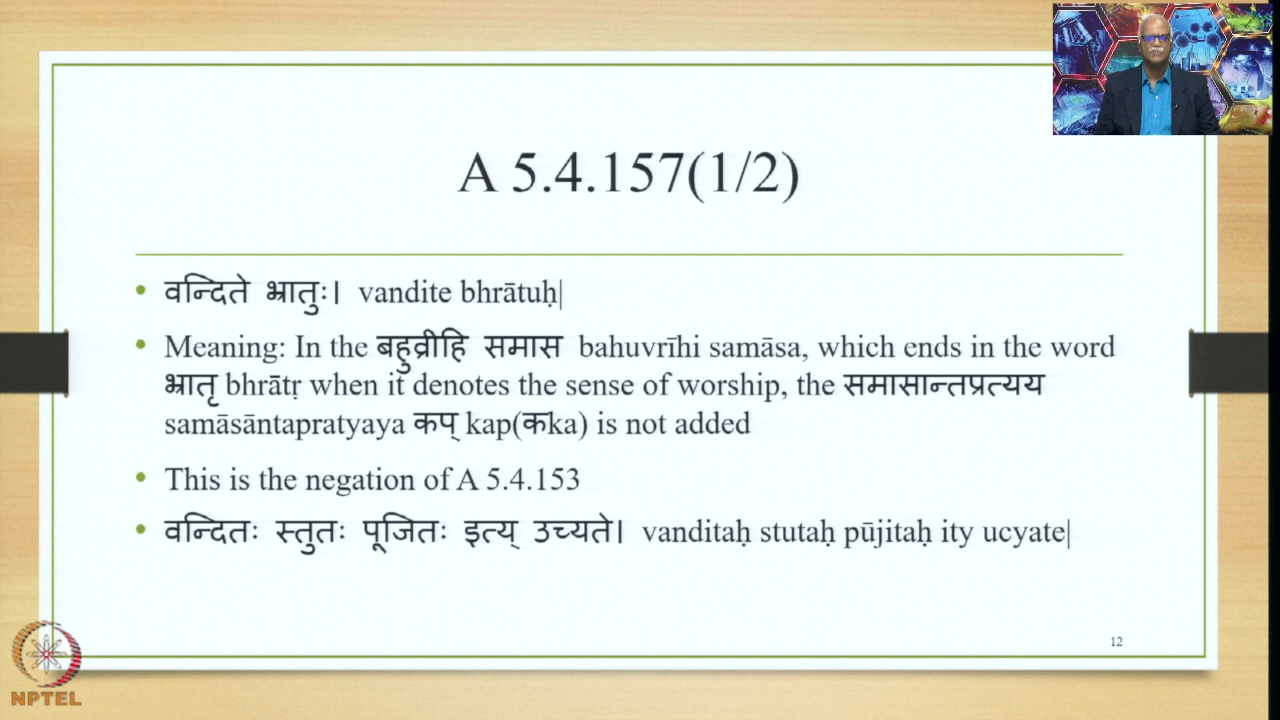 A 5.4.157(1/2)
वन्दिते भ्रातुः। vandite bhrātuḥ|
Meaning: In the बहुव्रीहि समास bahuvrīhi samāsa, which ends in the word
भ्रातृ bhrātṛ when it denotes the sense of worship, the समासान्तप्रत्यय
samāsāntapratyaya कप् kap(कka) is not added
This is the negation of A 5.4.153
वन्दितः स्तुतः पूजितः इत्य् उच्यते। vanditaḥ stutaḥ pūjitaḥ ity ucyate|
12
NPTEL